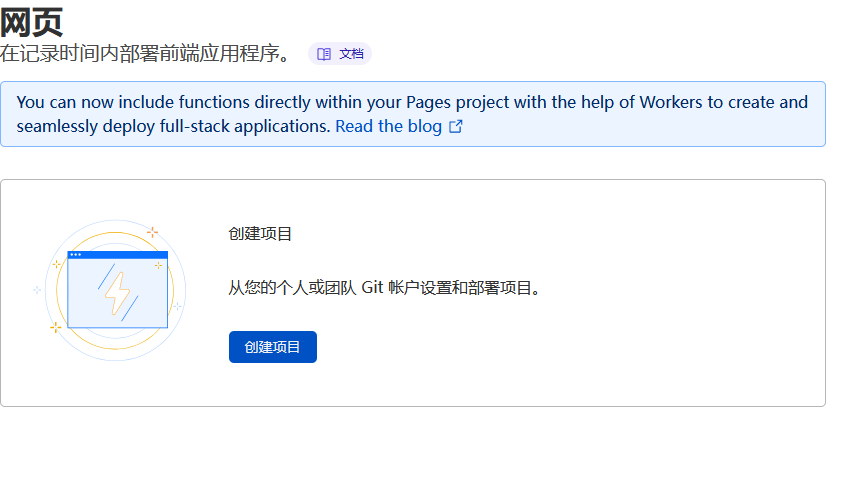 网页
在记录时间内部署前端应用程序。 文档
You can now include functions directly within your Pages project with the help of Workers to create and
seamlessly deploy full-stack applications. Read the blog
创建项目
从您的个人或团队 Git 帐户设置和部署项目。
创建项目